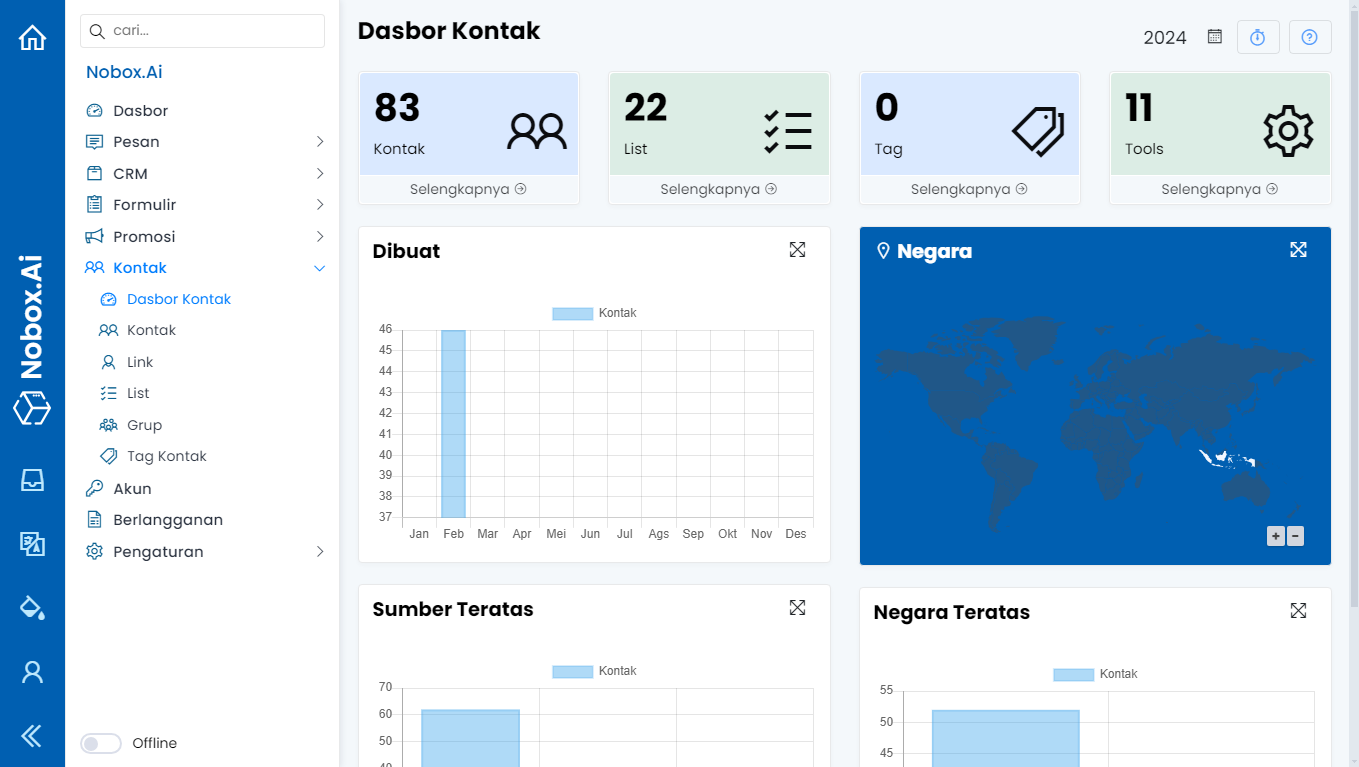 Nobox.Ai
cari...
Nobox.Ai
Dasbor
Pesan
CRM
Formulir
Promosi
Kontak
Dasbor Kontak
Kontak
Link
List
Grup
Tag Kontak
Akun
Berlangganan
Pengaturan
Offline
Dasbor Kontak
2024
83
Kontak
Selengkapnya
22
List
Selengkapnya
0
Tag
Selengkapnya
11
Tools
Selengkapnya
Dibuat
Kontak
46
45
44
43
42
41
40
39
38
37
Jan Feb Mar Apr Mei Jun Jul Ags Sep Okt Nov Des
Negara
+ −
Sumber Teratas
Kontak
70
60
50
40
Negara Teratas
Kontak
55
50
45